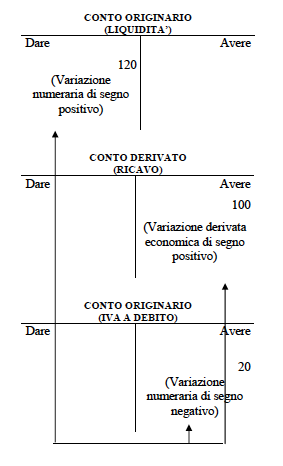 CONTO ORIGINARIO
(LIQUIDITA’)
Dare Avere
120
(Variazione
numeraria di segno
positivo)
CONTO DERIVATO
(RICAVO)
Dare Avere
100
(Variazione derivata
economica di segno
positivo)
CONTO ORIGINARIO
(IVA A DEBITO)
Dare Avere
20
(Variazione
numeraria di segno
negativo)